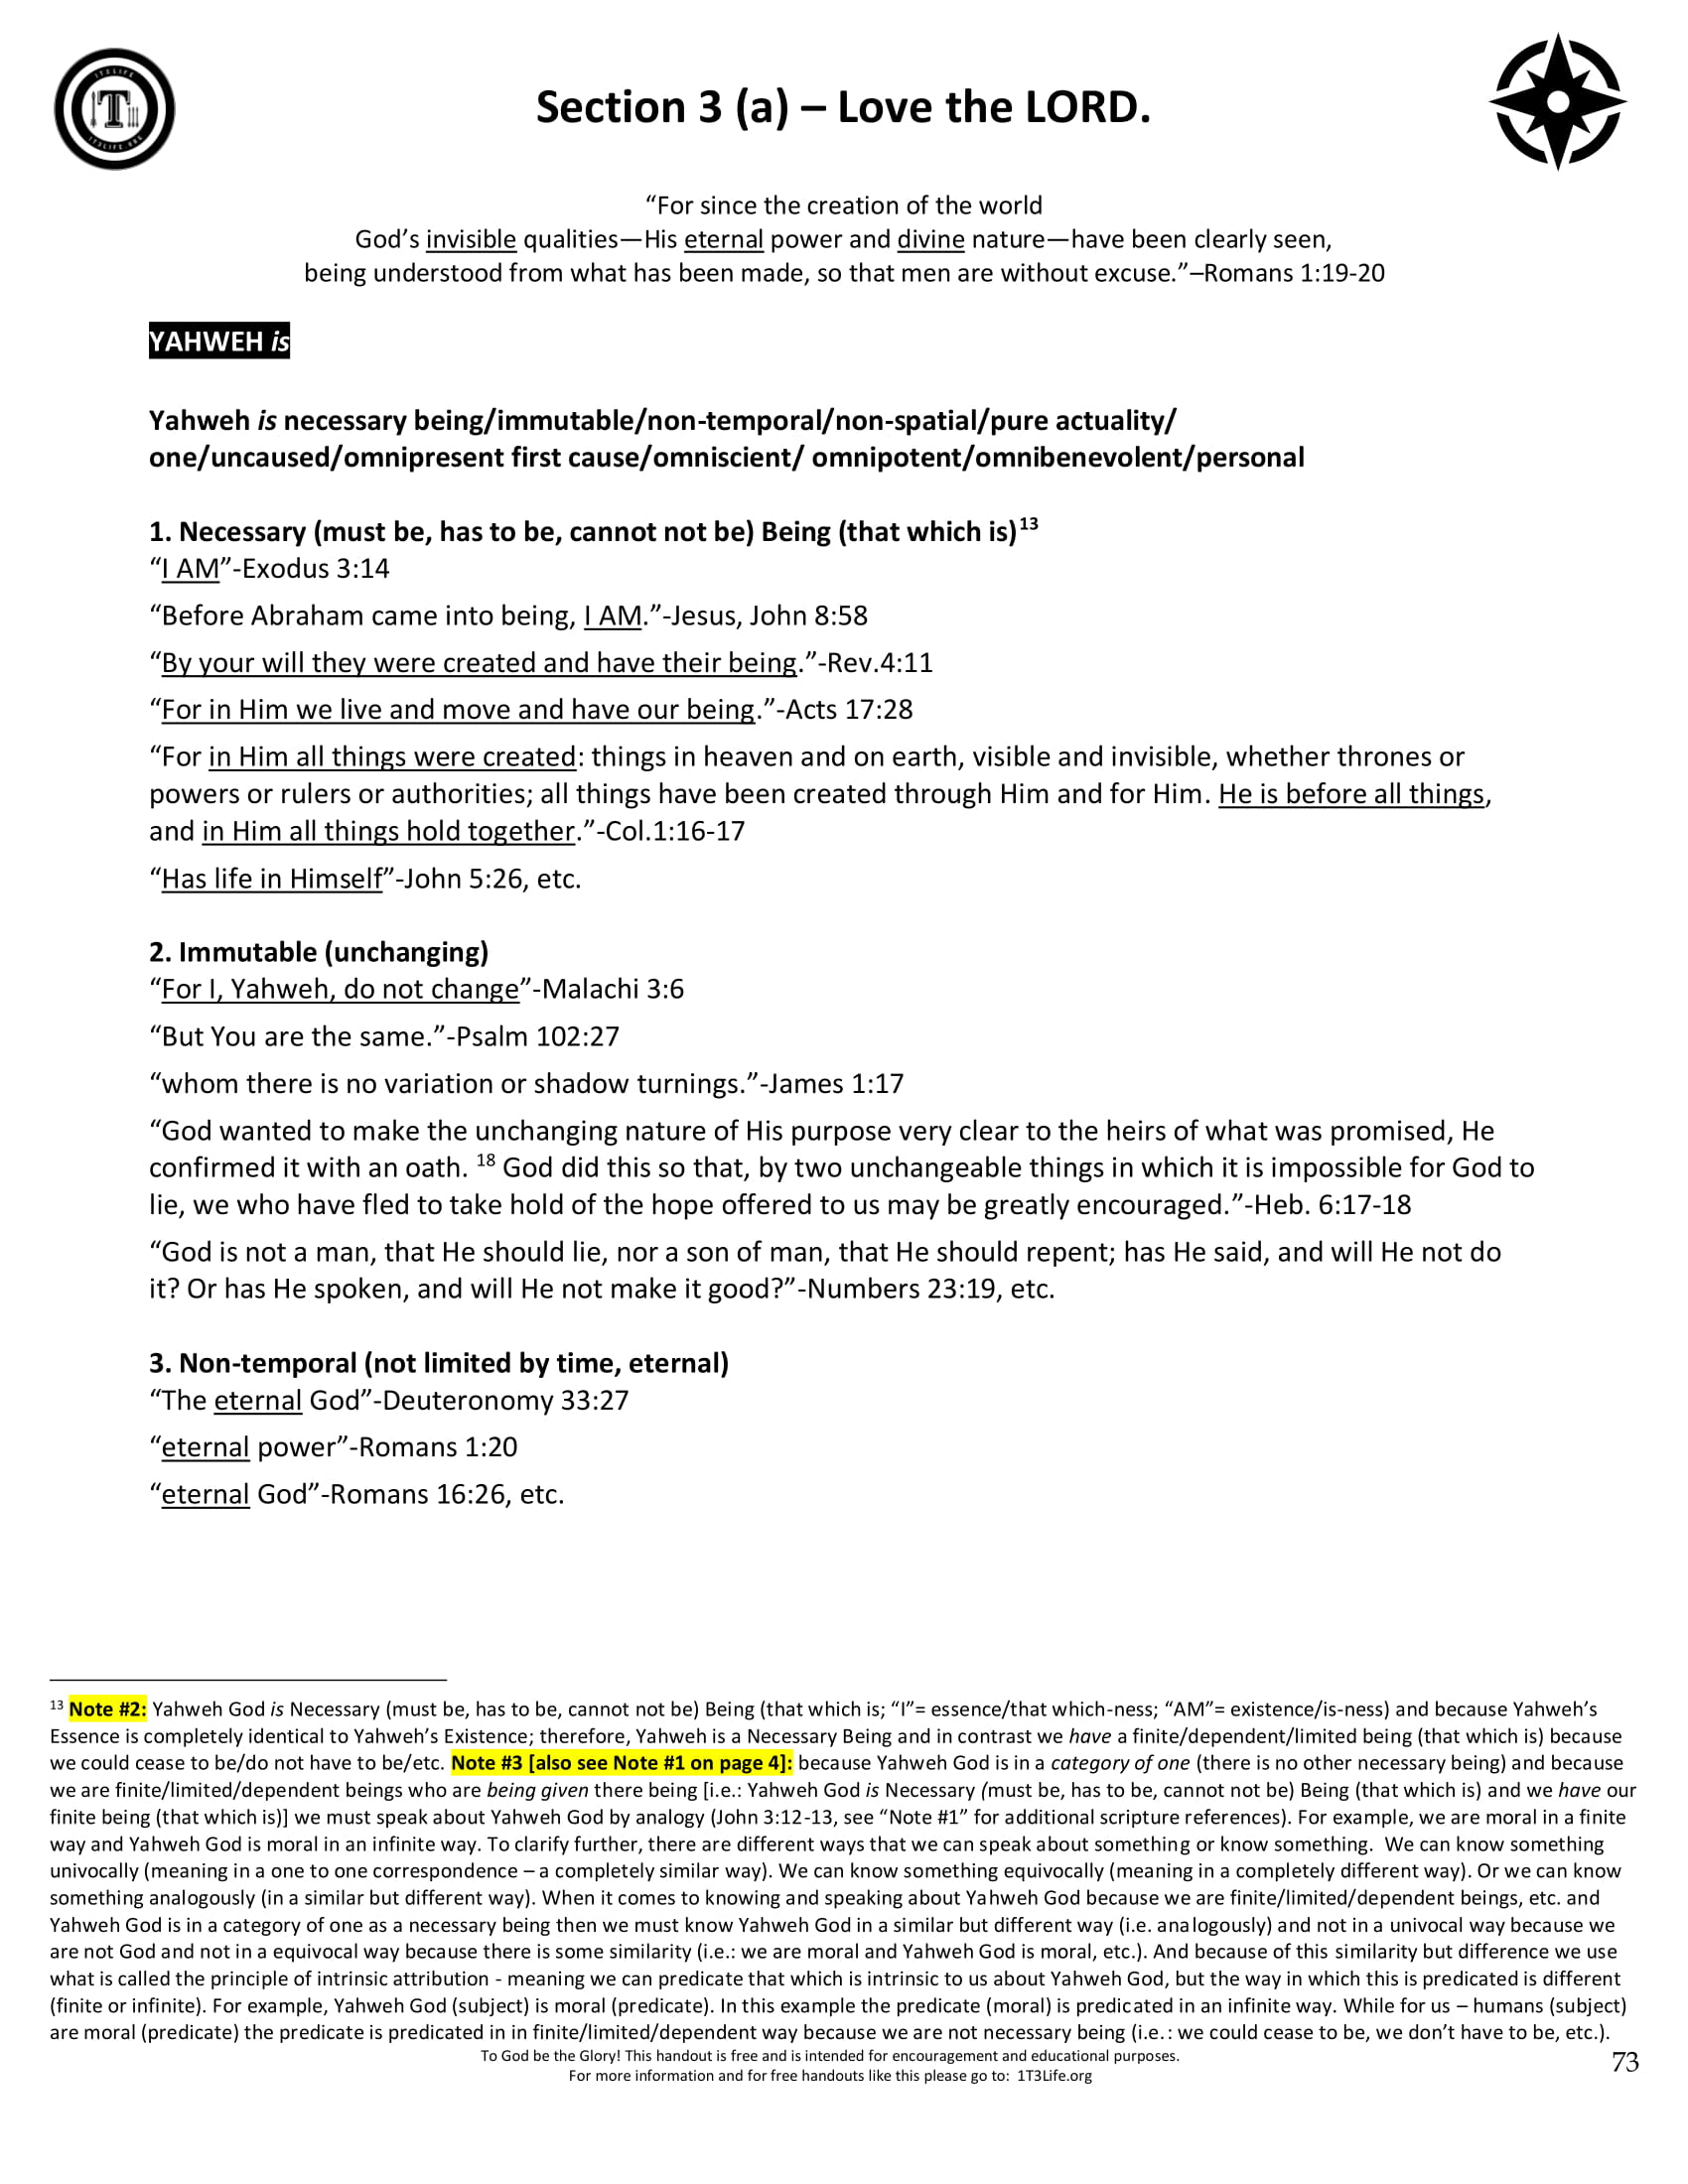 1T3LIFE
T
1T3LIFE.ORG
Section 3 (a) – Love the LORD.
“For since the creation of the world
God’s invisible qualities—His eternal power and divine nature—have been clearly seen,
being understood from what has been made, so that men are without excuse.”–Romans 1:19-20
YAHWEH is
Yahweh is necessary being/immutable/non-temporal/non-spatial/pure actuality/
one/uncaused/omnipresent first cause/omniscient/ omnipotent/omnibenevolent/personal
1. Necessary (must be, has to be, cannot not be) Being (that which is)13
“I AM”-Exodus 3:14
“Before Abraham came into being, I AM.”-Jesus, John 8:58
“By your will they were created and have their being.”-Rev.4:11
“For in Him we live and move and have our being.”-Acts 17:28
“For in Him all things were created: things in heaven and on earth, visible and invisible, whether thrones or
powers or rulers or authorities; all things have been created through Him and for Him. He is before all things,
and in Him all things hold together.”-Col.1:16-17
“Has life in Himself”-John 5:26, etc.
2. Immutable (unchanging)
“For I, Yahweh, do not change”-Malachi 3:6
“But You are the same.”-Psalm 102:27
“whom there is no variation or shadow turnings.”-James 1:17
“God wanted to make the unchanging nature of His purpose very clear to the heirs of what was promised, He
confirmed it with an oath. 18 God did this so that, by two unchangeable things in which it is impossible for God to
lie, we who have fled to take hold of the hope offered to us may be greatly encouraged.”-Heb. 6:17-18
“God is not a man, that He should lie, nor a son of man, that He should repent; has He said, and will He not do
it? Or has He spoken, and will He not make it good?”-Numbers 23:19, etc.
3. Non-temporal (not limited by time, eternal)
“The eternal God”-Deuteronomy 33:27
“eternal power”-Romans 1:20
“eternal God”-Romans 16:26, etc.
13 Note #2: Yahweh God is Necessary (must be, has to be, cannot not be) Being (that which is; “I”= essence/that which-ness; “AM”= existence/is-ness) and because Yahweh’s
Essence is completely identical to Yahweh’s Existence; therefore, Yahweh is a Necessary Being and in contrast we have a finite/dependent/limited being (that which is) because
we could cease to be/do not have to be/etc. Note #3 [also see Note #1 on page 4]: because Yahweh God is in a category of one (there is no other necessary being) and because
we are finite/limited/dependent beings who are being given there being [i.e.: Yahweh God is Necessary (must be, has to be, cannot not be) Being (that which is) and we have our
finite being (that which is)] we must speak about Yahweh God by analogy (John 3:12-13, see “Note #1” for additional scripture references). For example, we are moral in a finite
way and Yahweh God is moral in an infinite way. To clarify further, there are different ways that we can speak about something or know something.  We can know something
univocally (meaning in a one to one correspondence – a completely similar way). We can know something equivocally (meaning in a completely different way). Or we can know
something analogously (in a similar but different way). When it comes to knowing and speaking about Yahweh God because we are finite/limited/dependent beings, etc. and
Yahweh God is in a category of one as a necessary being then we must know Yahweh God in a similar but different way (i.e. analogously) and not in a univocal way because we
are not God and not in a equivocal way because there is some similarity (i.e.: we are moral and Yahweh God is moral, etc.). And because of this similarity but difference we use
what is called the principle of intrinsic attribution - meaning we can predicate that which is intrinsic to us about Yahweh God, but the way in which this is predicated is different
(finite or infinite). For example, Yahweh God (subject) is moral (predicate). In this example the predicate (moral) is predicated in an infinite way. While for us – humans (subject)
are moral (predicate) the predicate is predicated in in finite/limited/dependent way because we are not necessary being (i.e.: we could cease to be, we don’t have to be, etc.).
To God be the Glory! This handout is free and is intended for encouragement and educational purposes.
For more information and for free handouts like this please go to:  1T3Life.org
73